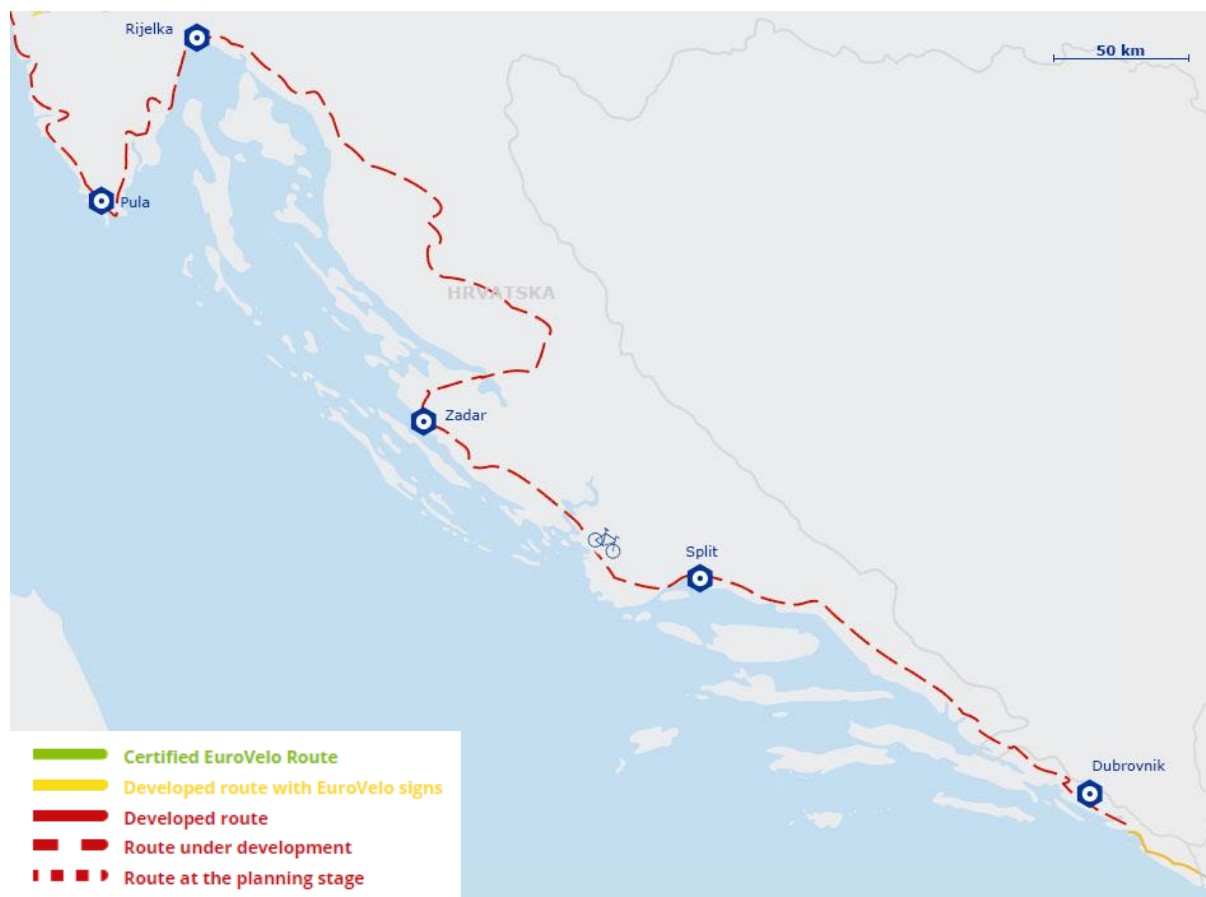 Rijelka
50 km
Pula
HRVATSKA
Zadar
Split
Dubrovnik
Certified EuroVelo Route
Developed route with EuroVelo signs
Developed route
Route under development
Route at the planning stage